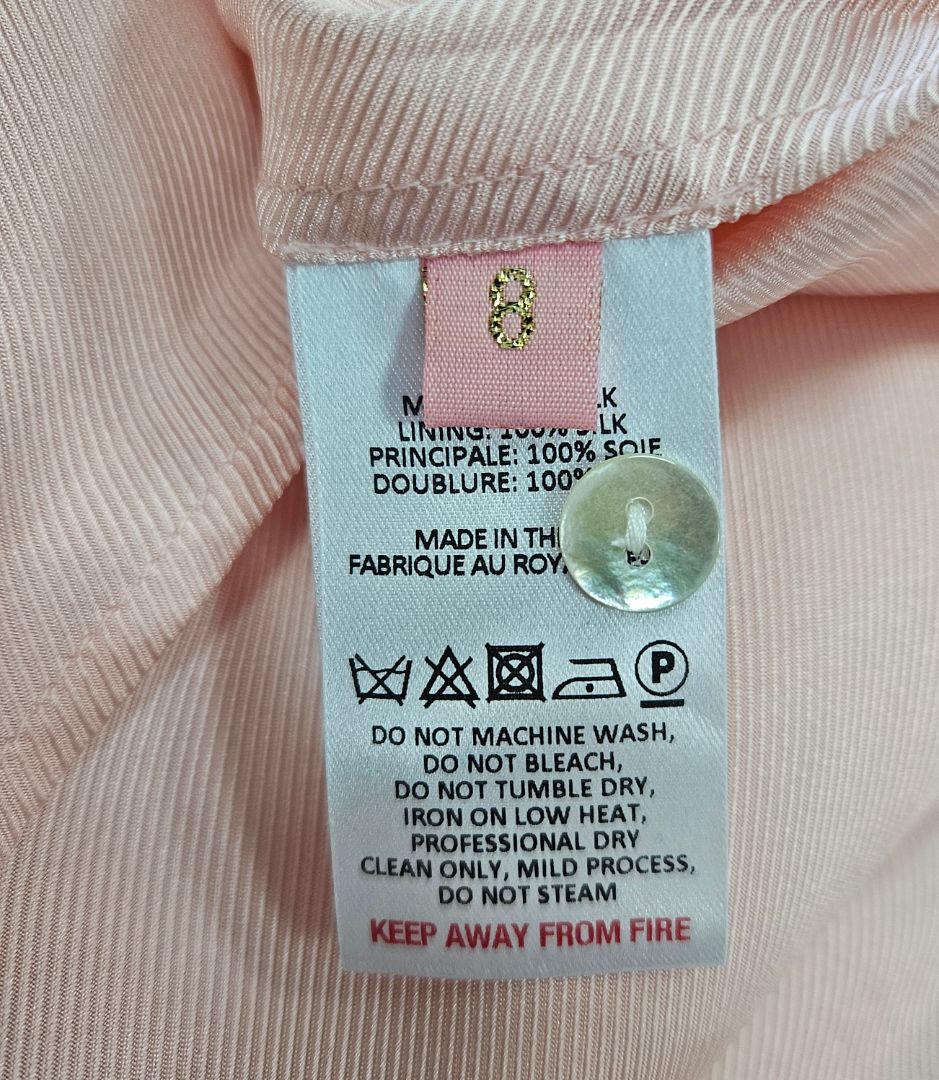 8
LINING: 100% SILK
PRINCIPALE: 100% SOIE
DOUBLURE: 100%
MADE IN
FABRIQUE AU
P
DO NOT MACHINE WASH,
DO NOT BLEACH,
DO NOT TUMBLE DRY,
IRON ON LOW HEAT,
PROFESSIONAL DRY
CLEAN ONLY, MILD PROCESS,
DO NOT STEAM
KEEP AWAY FROM FIRE